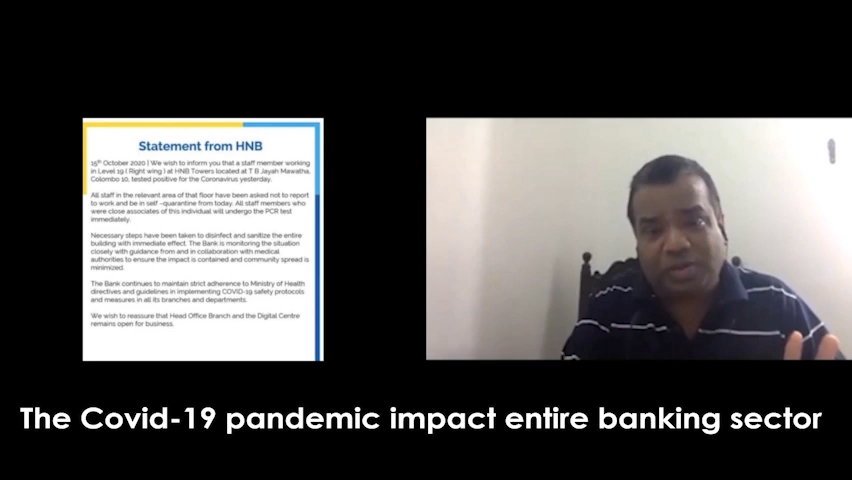 Statement from HNB
15th October 2020 | We wish to inform you that a staff member working
in Level 19 ( Right wing ) at HNB Towers located at T B Jayah Mawatha,
Colombo 10, tested positive for the Coronavirus yesterday.
All staff in the relevant area of that floor have been asked not to report
to work and be in self -quarantine from today. All staff members who
were close associates of this individual will undergo the PCR test
immediately.
Necessary steps have been taken to disinfect and sanitize the entire
building with immediate effect. The Bank is monitoring the situation
closely with guidance from and in collaboration with medical
authorities to ensure the impact is contained and community spread is
minimized.
The Bank continues to maintain strict adherence to Ministry of Health
directives and guidelines in implementing COVID-19 safety protocols
and measures in all its branches and departments.
We wish to reassure that Head Office Branch and the Digital Centre
remains open for business.
The Covid-19 pandemic impact entire banking sector